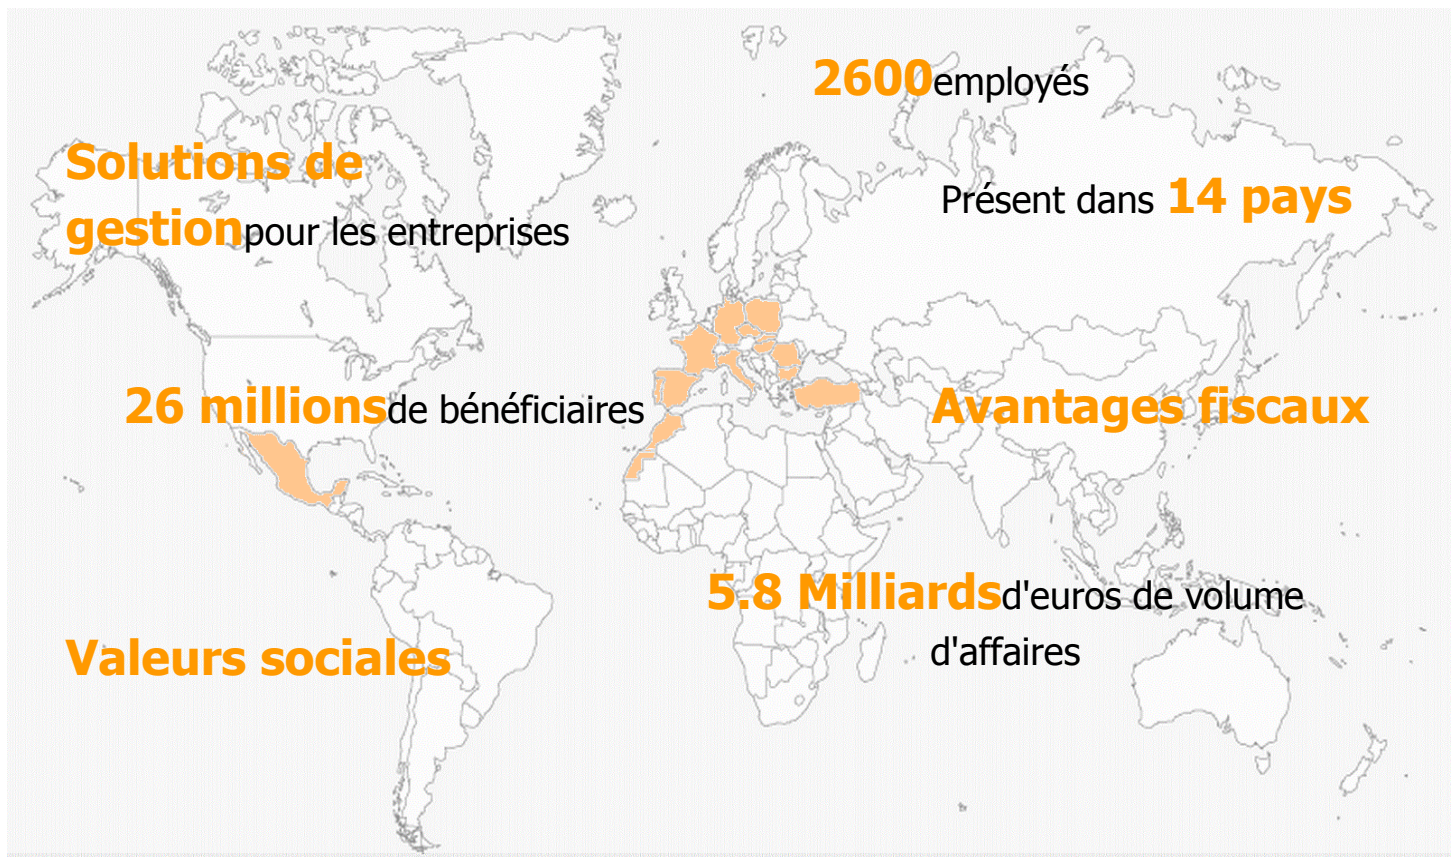 2600employés
Solutions de
gestionpour les entreprises
Présent dans 14 pays
26 millionsde bénéficiaires
Avantages fiscaux
5.8 Milliardsd'euros de volume
d'affaires
Valeurs sociales